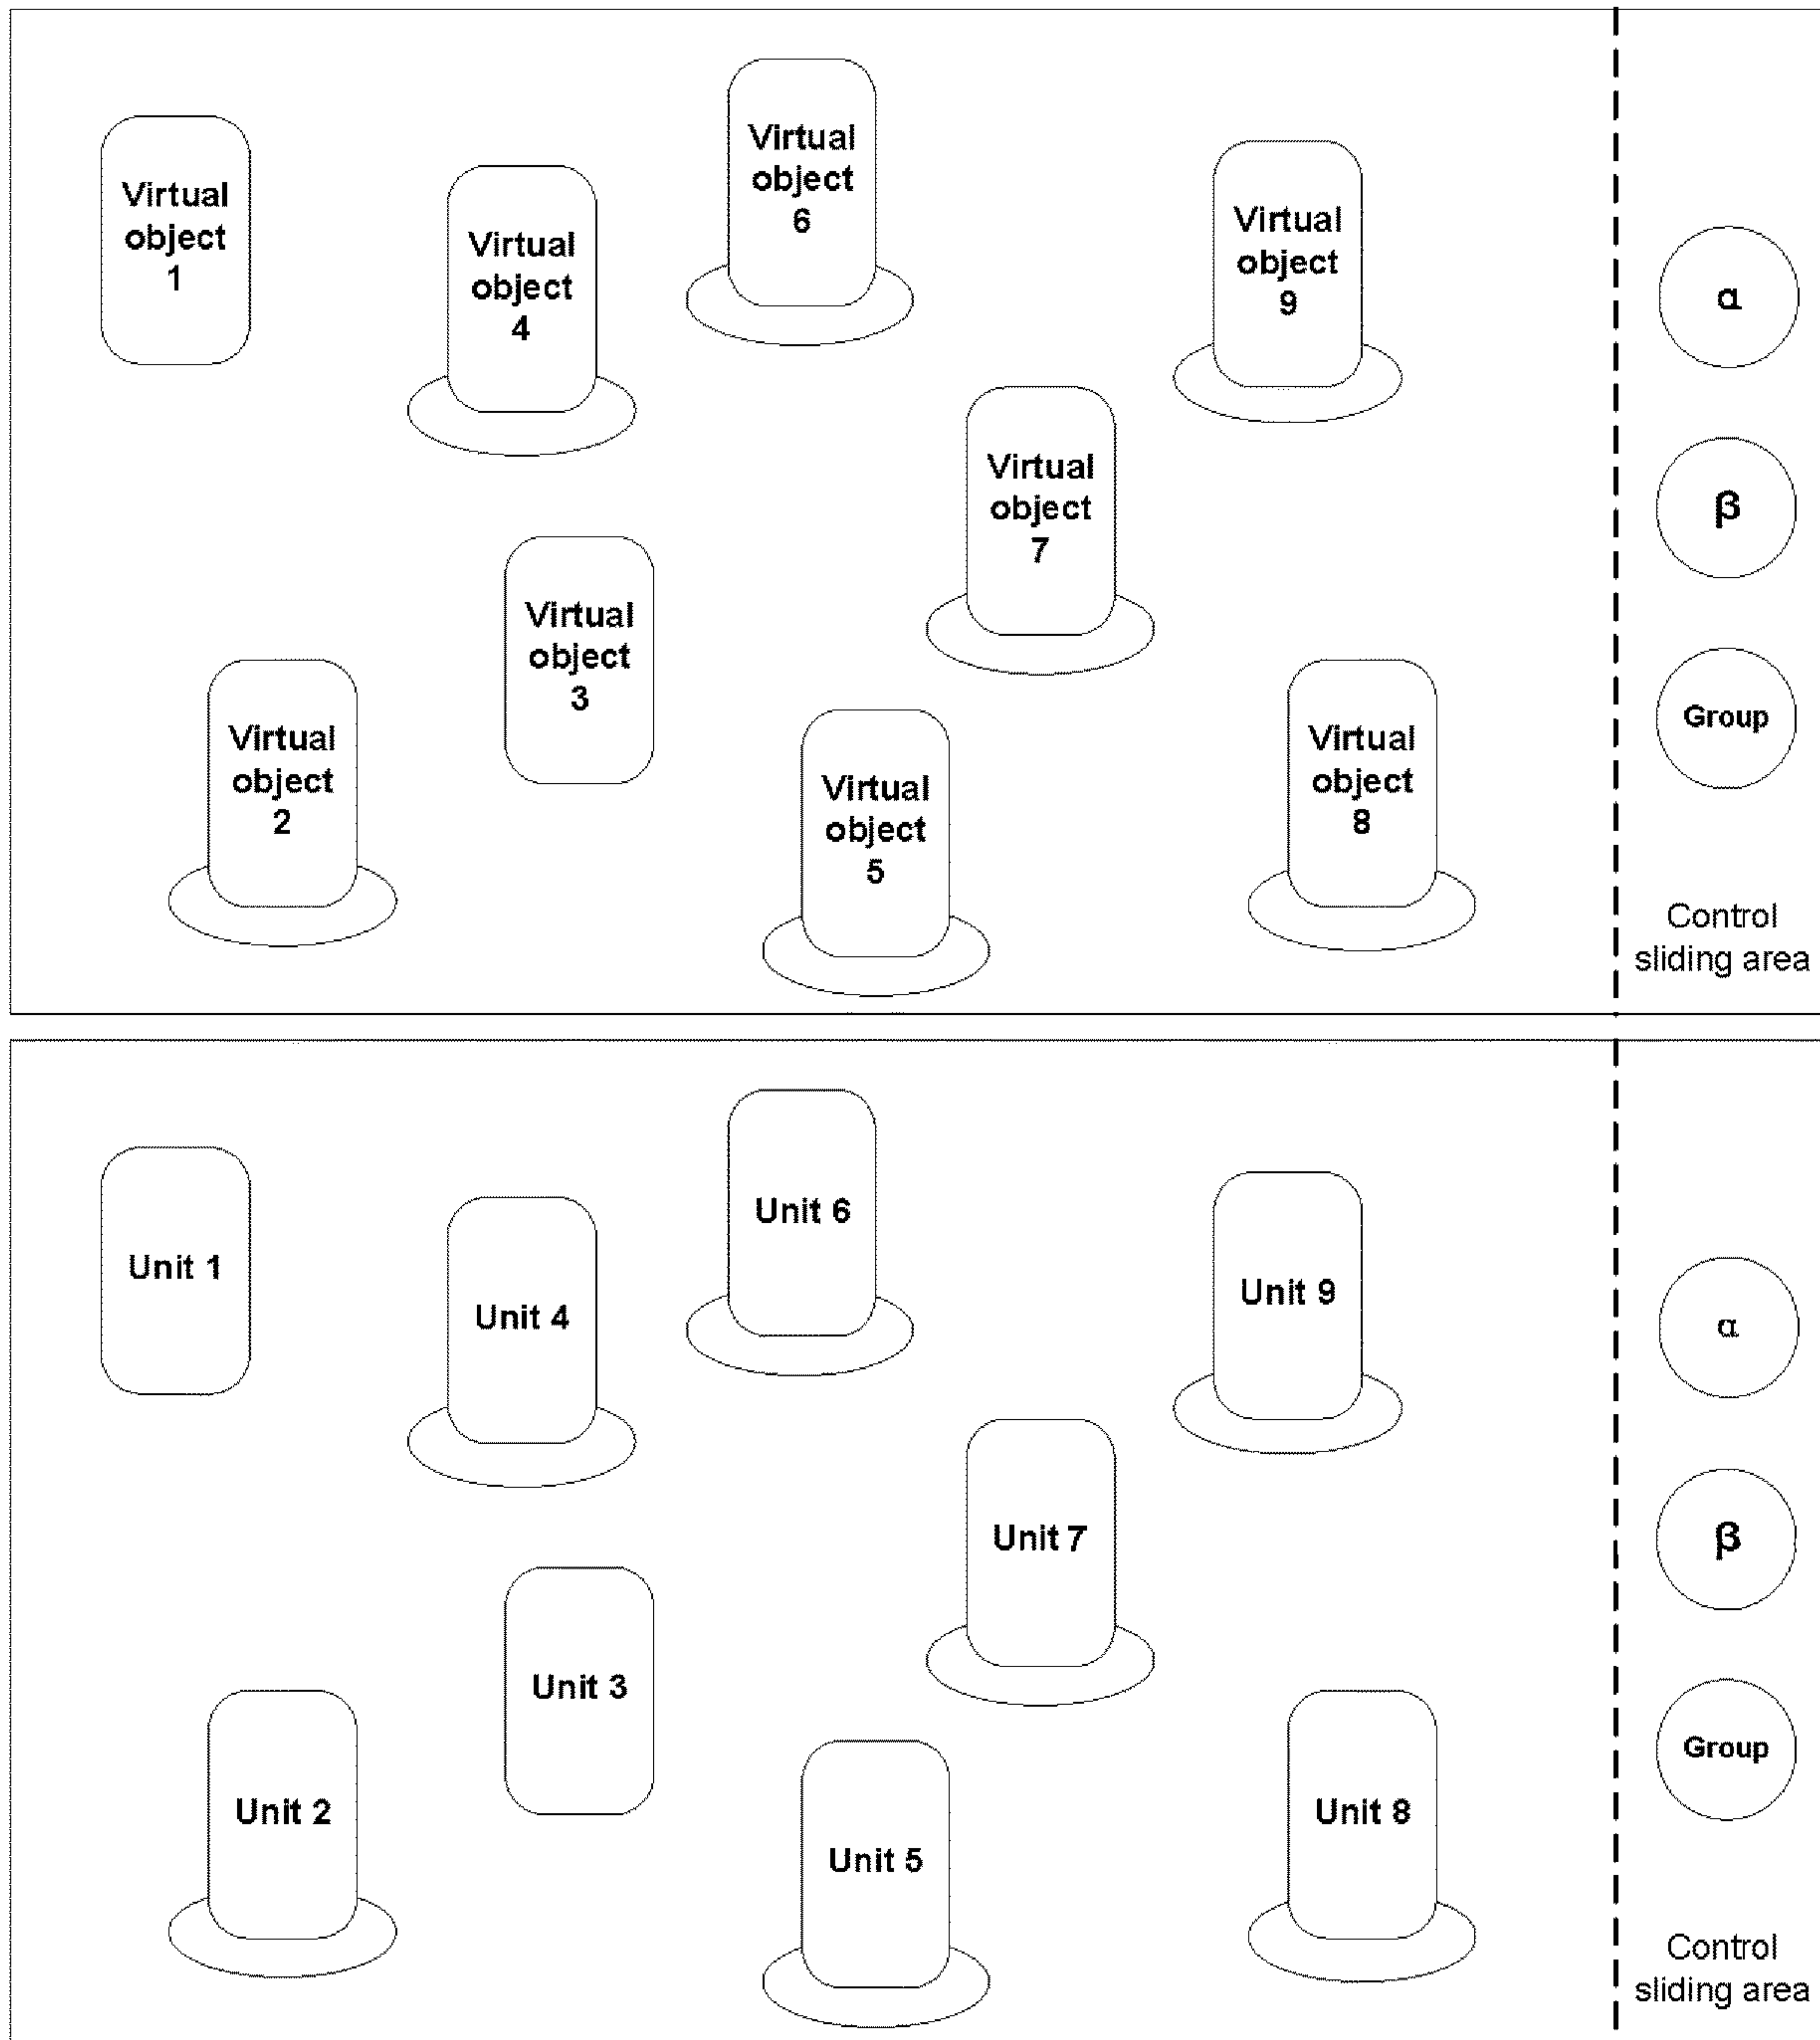 Virtual
object
1
Virtual
object
4
Virtual
object
6
Virtual
object
9
Virtual
object
7
Virtual
object
3
Virtual
object
2
Virtual
object
5
Virtual
object
8
α
β
Group
Control
sliding area
Unit 1
Unit 4
Unit 6
Unit 9
Unit 7
Unit 3
Unit 2
Unit 5
Unit 8
α
β
Group
Control
sliding area